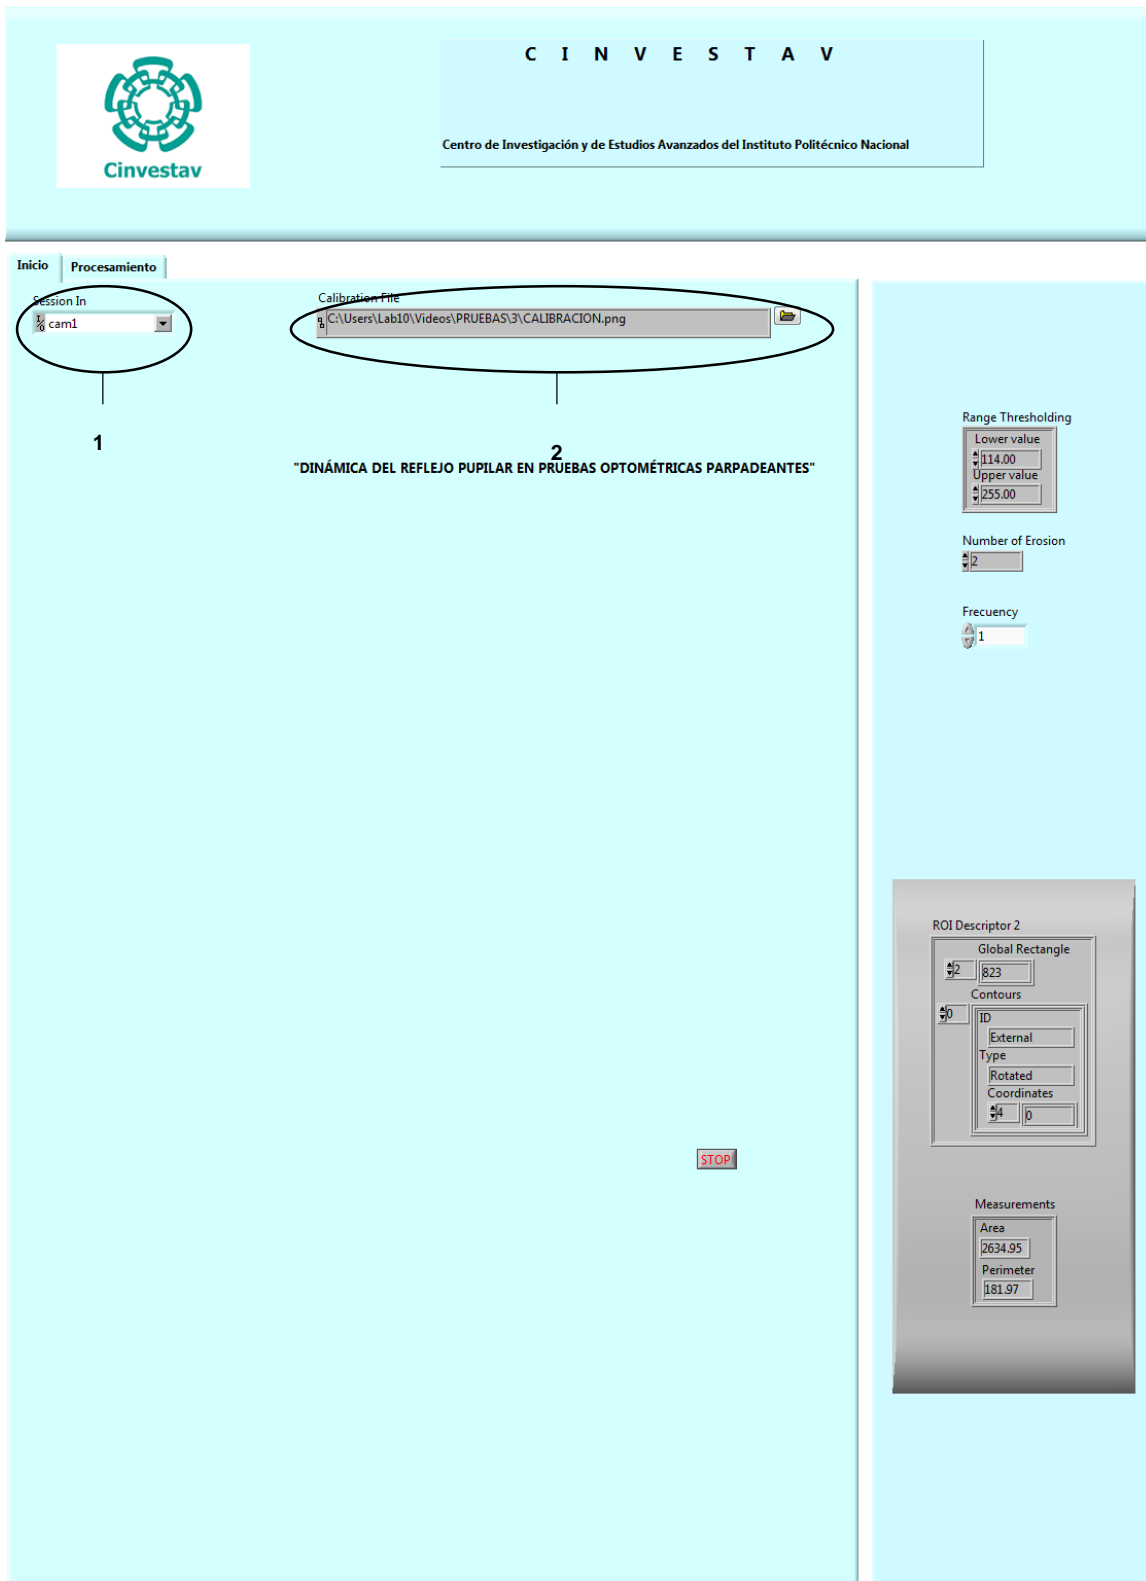 C I N V E S T A V
Centro de Investigación y de Estudios Avanzados del Instituto Politécnico Nacional
Cinvestav
Inicio
Procesamiento
Session In
cam1
Calibration File
C:\Users\Lab10\Videos\PRUEBAS\3\CALIBRACION.png
1
2
"DINÁMICA DEL REFLEJO PUPILAR EN PRUEBAS OPTOMÉTRICAS PARPADEANTES"
Range Thresholding
Lower value
114.00
Upper value
255.00
Number of Erosion
2
Frecuency
1
ROI Descriptor 2
Global Rectangle
2
823
Contours
0
ID
External
Type
Rotated
Coordinates
4
0
STOP
Measurements
Area
2634.95
Perimeter
181.97